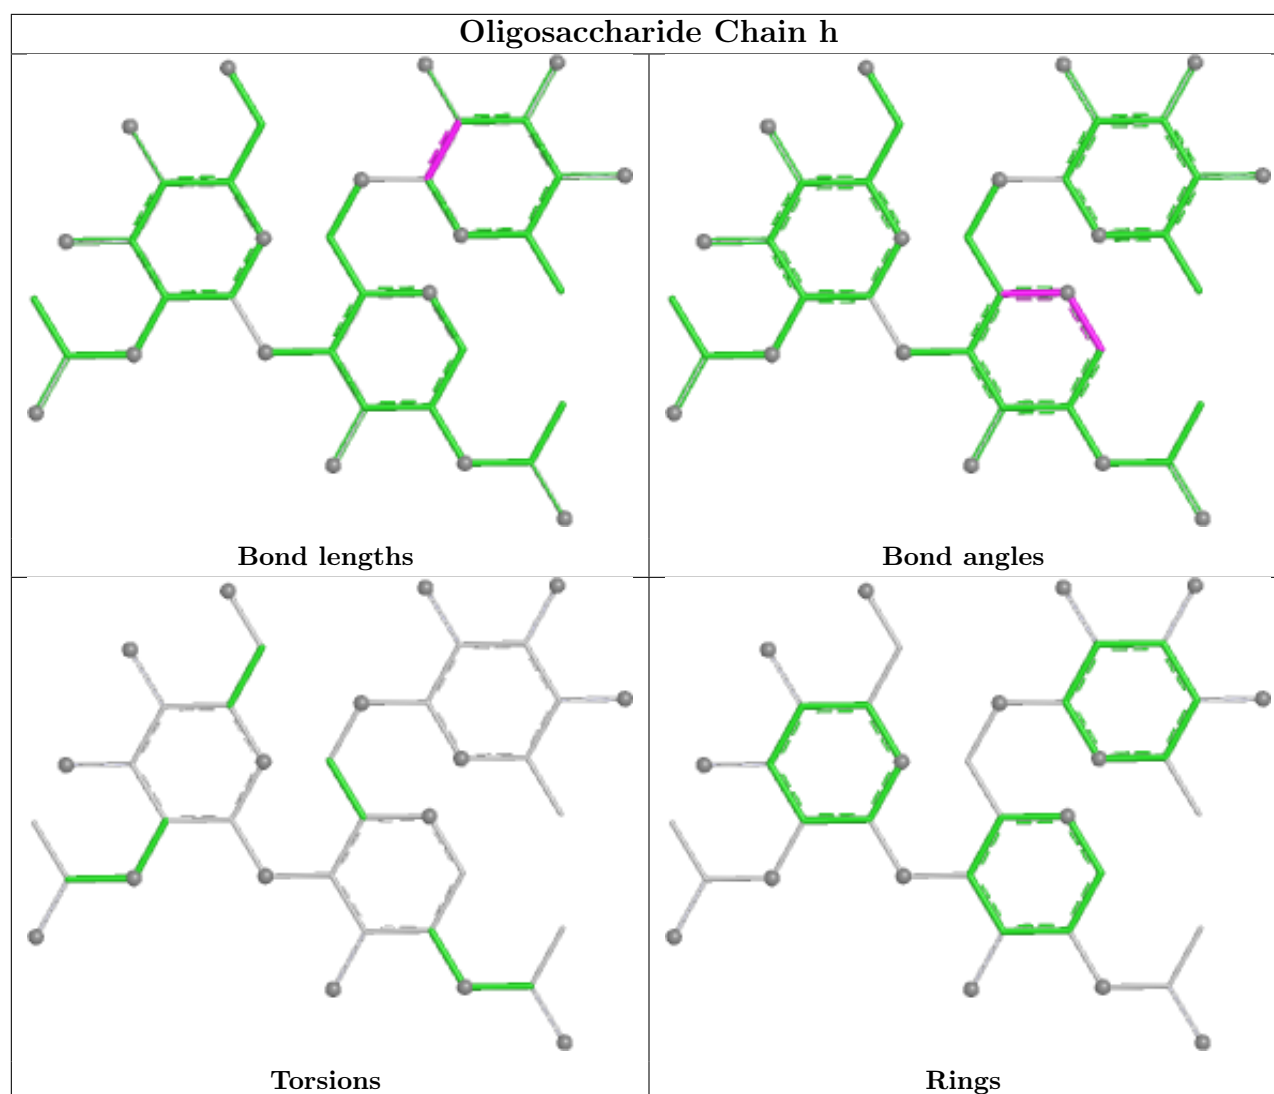 Oligosaccharide Chain h
Bond lengths
Bond angles
Torsions
Rings